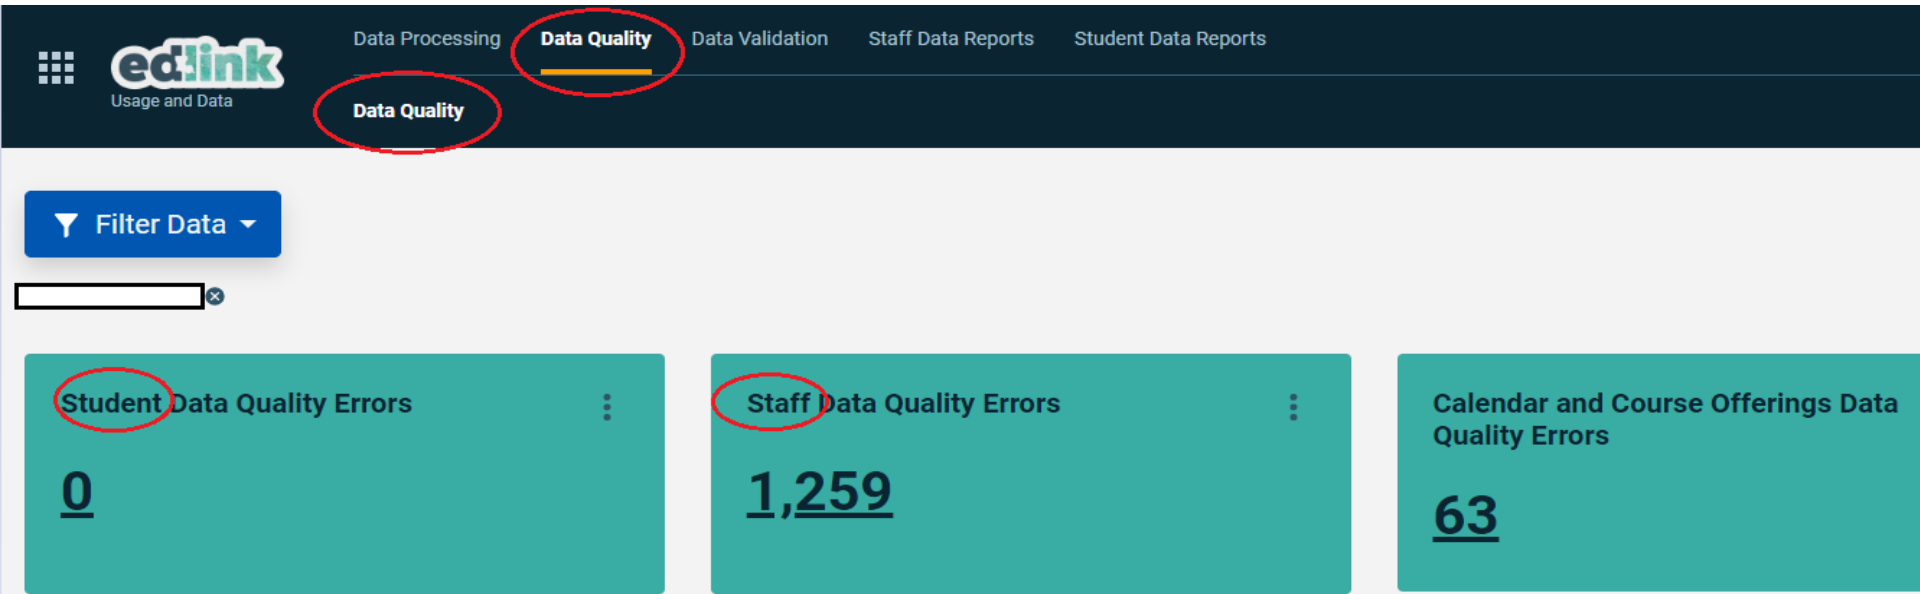 Data Processing
Data Quality
Data Validation
Staff Data Reports
Student Data Reports
edlink
Usage and Data
Data Quality
Filter Data
Student Data Quality Errors
0
Staff Data Quality Errors
1,259
Calendar and Course Offerings Data
Quality Errors
63